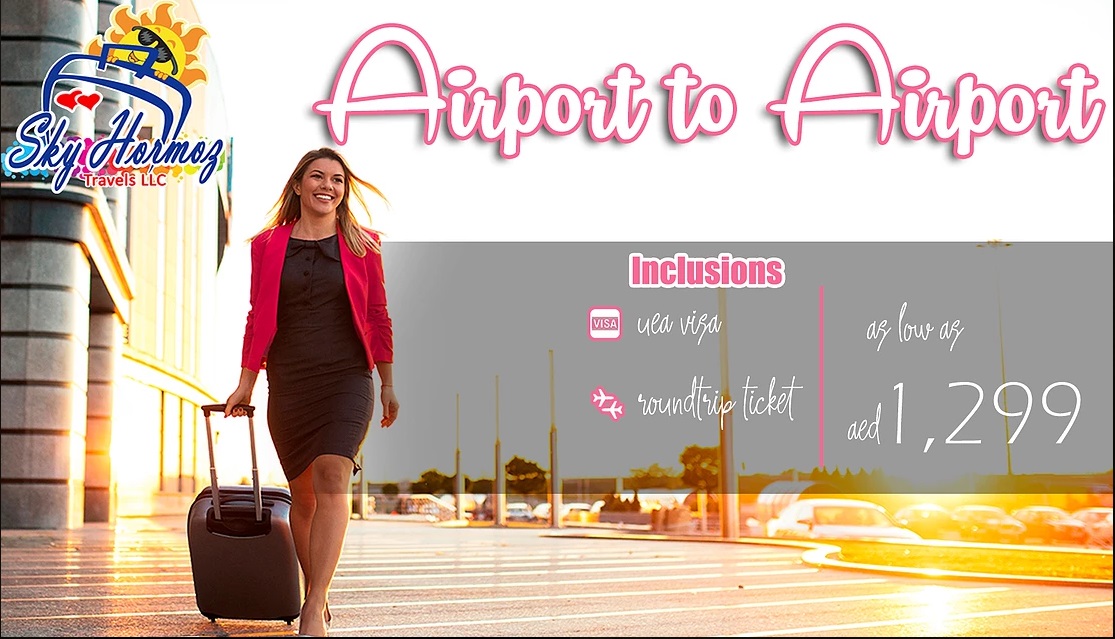 Sky Hormoz
Travels LLC
Airport to Airport
Inclusions
VISA
uea visa
roundtrip ticket
as low as
aed 1,299